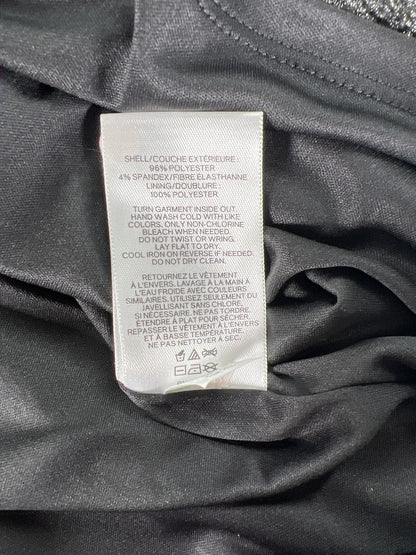 SHELL/COUCHE EXTÉRIEURE :
96% POLYESTER
4% SPANDEX/FIBRE ÉLASTHANNE
LINING/DOUBLURE :
100% POLYESTER
TURN GARMENT INSIDE OUT.
HAND WASH COLD WITH LIKE
COLORS. ONLY NON-CHLORINE
BLEACH WHEN NEEDED.
DO NOT TWIST OR WRING.
LAY FLAT TO DRY.
COOL IRON ON REVERSE IF NEEDED.
DO NOT DRY CLEAN.
RETOURNEZ LE VÊTEMENT
À L'ENVERS. LAVAGE À LA MAIN À
L'EAU FROIDE AVEC COULEURS
SIMILAIRES. UTILISEZ SEULEMENT DU
JAVELLISANT SANS CHLORE,
SI NÉCESSAIRE. NE PAS TORDRE.
ÉTENDRE À PLAT POUR SÉCHER.
REPASSER LE VÊTEMENT À L'ENVERS
ET À BASSE TEMPÉRATURE,
AU BESOIN. NE PAS NETTOYER À SEC.